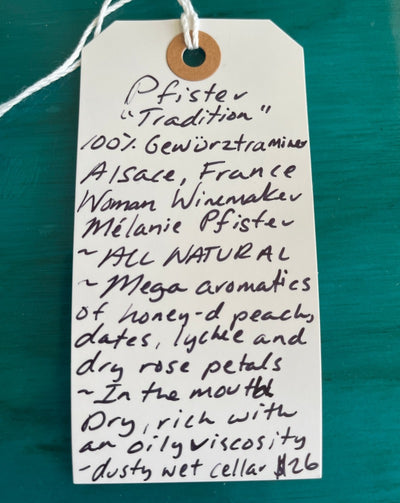 Pfister
"Tradition"
100% Gewürztraminer
Alsace, France
Woman Winemaker
Mélanie Pfister
~ ALL NATURAL
~ Mega aromatics
of honey-d peach,
dates, lychee and
dry rose petals
~ In the mouth
Dry, rich with
an oily viscosity
- dusty wet cellar $26